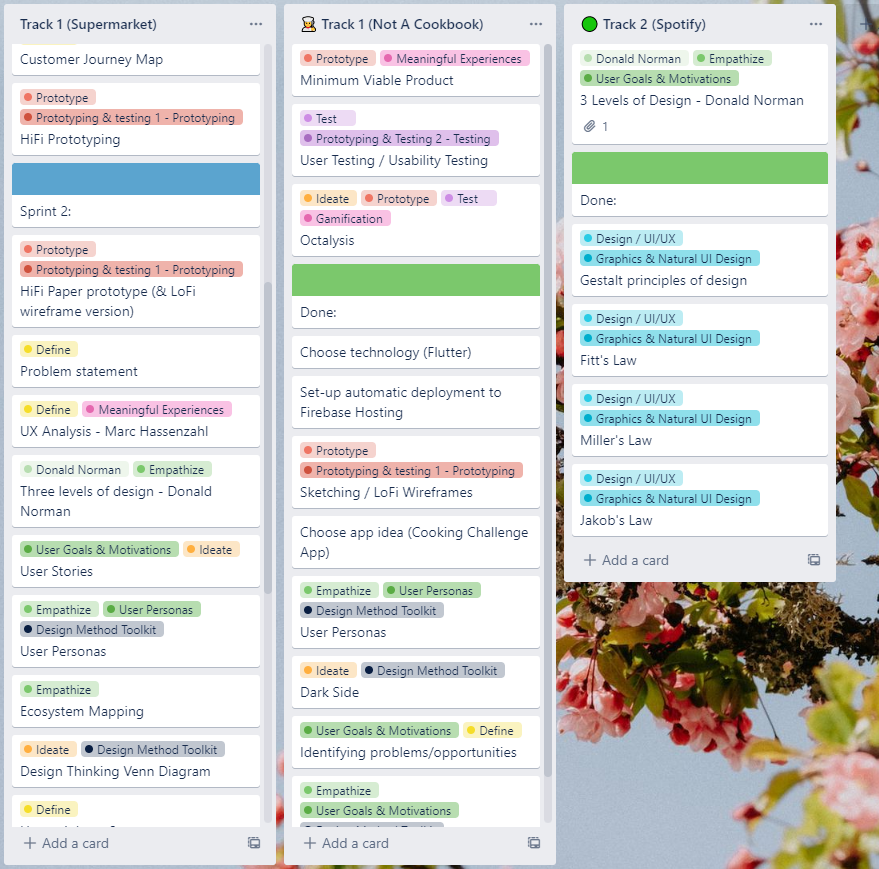 Track 1 (Supermarket)
Customer Journey Map
Prototype
Prototyping & testing 1 - Prototyping
HiFi Prototyping
Sprint 2:
Prototype
Prototyping & testing 1 - Prototyping
HiFi Paper prototype (& LoFi
wireframe version)
Define
Problem statement
Define Meaningful Experiences
UX Analysis - Marc Hassenzahl
Donald Norman Empathize
Three levels of design - Donald
Norman
User Goals & Motivations Ideate
User Stories
Empathize User Personas
Design Method Toolkit
User Personas
Empathize
Ecosystem Mapping
Ideate Design Method Toolkit
Design Thinking Venn Diagram
Define
Add a card
Track 1 (Not A Cookbook)
Prototype Meaningful Experiences
Minimum Viable Product
Test
Prototyping & Testing 2 - Testing
User Testing / Usability Testing
Ideate Prototype Test
Gamification
Octalysis
Done:
Choose technology (Flutter)
Set-up automatic deployment to
Firebase Hosting
Prototype
Prototyping & testing 1 - Prototyping
Sketching / LoFi Wireframes
Choose app idea (Cooking Challenge
App)
Empathize User Personas
Design Method Toolkit
User Personas
Ideate Design Method Toolkit
Dark Side
User Goals & Motivations Define
Identifying problems/opportunities
Empathize
User Goals & Motivations
Add a card
Track 2 (Spotify)
Donald Norman Empathize
User Goals & Motivations
3 Levels of Design - Donald Norman
1
Done:
Design / UI/UX
Graphics & Natural UI Design
Gestalt principles of design
Design / UI/UX
Graphics & Natural UI Design
Fitt's Law
Design / UI/UX
Graphics & Natural UI Design
Miller's Law
Design / UI/UX
Graphics & Natural UI Design
Jakob's Law
Add a card